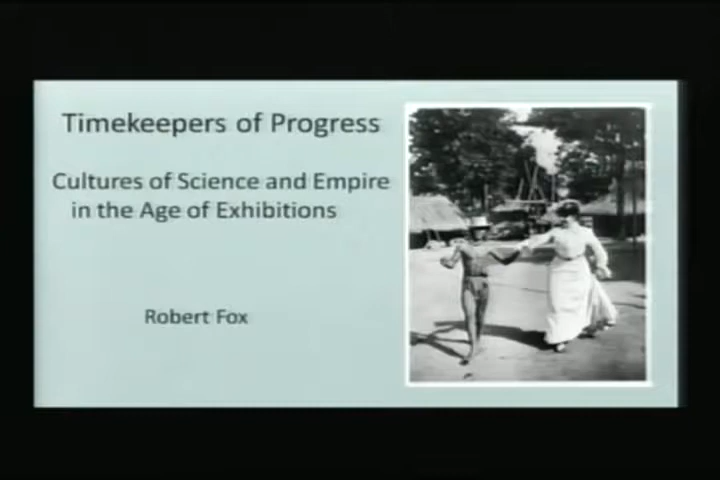 Timekeepers of Progress
Cultures of Science and Empire
in the Age of Exhibitions
Robert Fox